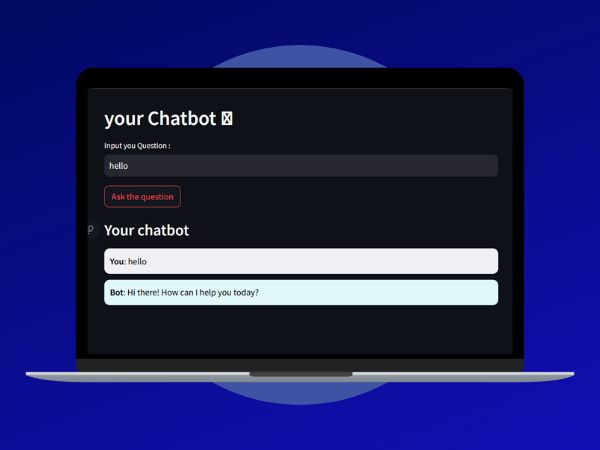 your Chatbot
Input you Question :
hello
Ask the question
Your chatbot
You: hello
Bot: Hi there! How can I help you today?